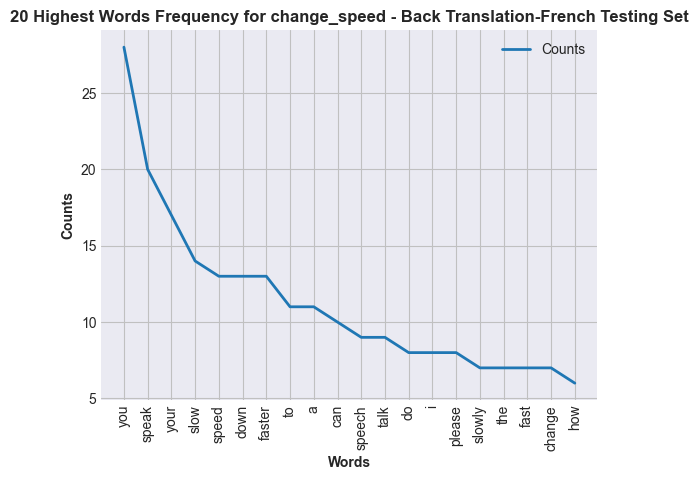 20 Highest Words Frequency for change_speed - Back Translation-French Testing Set
Counts
25
20
15
10
5
Counts
you
speak
your
slow
speed
down
faster
to
a
can
speech
talk
do
i
please
slowly
the
fast
change
how
Words